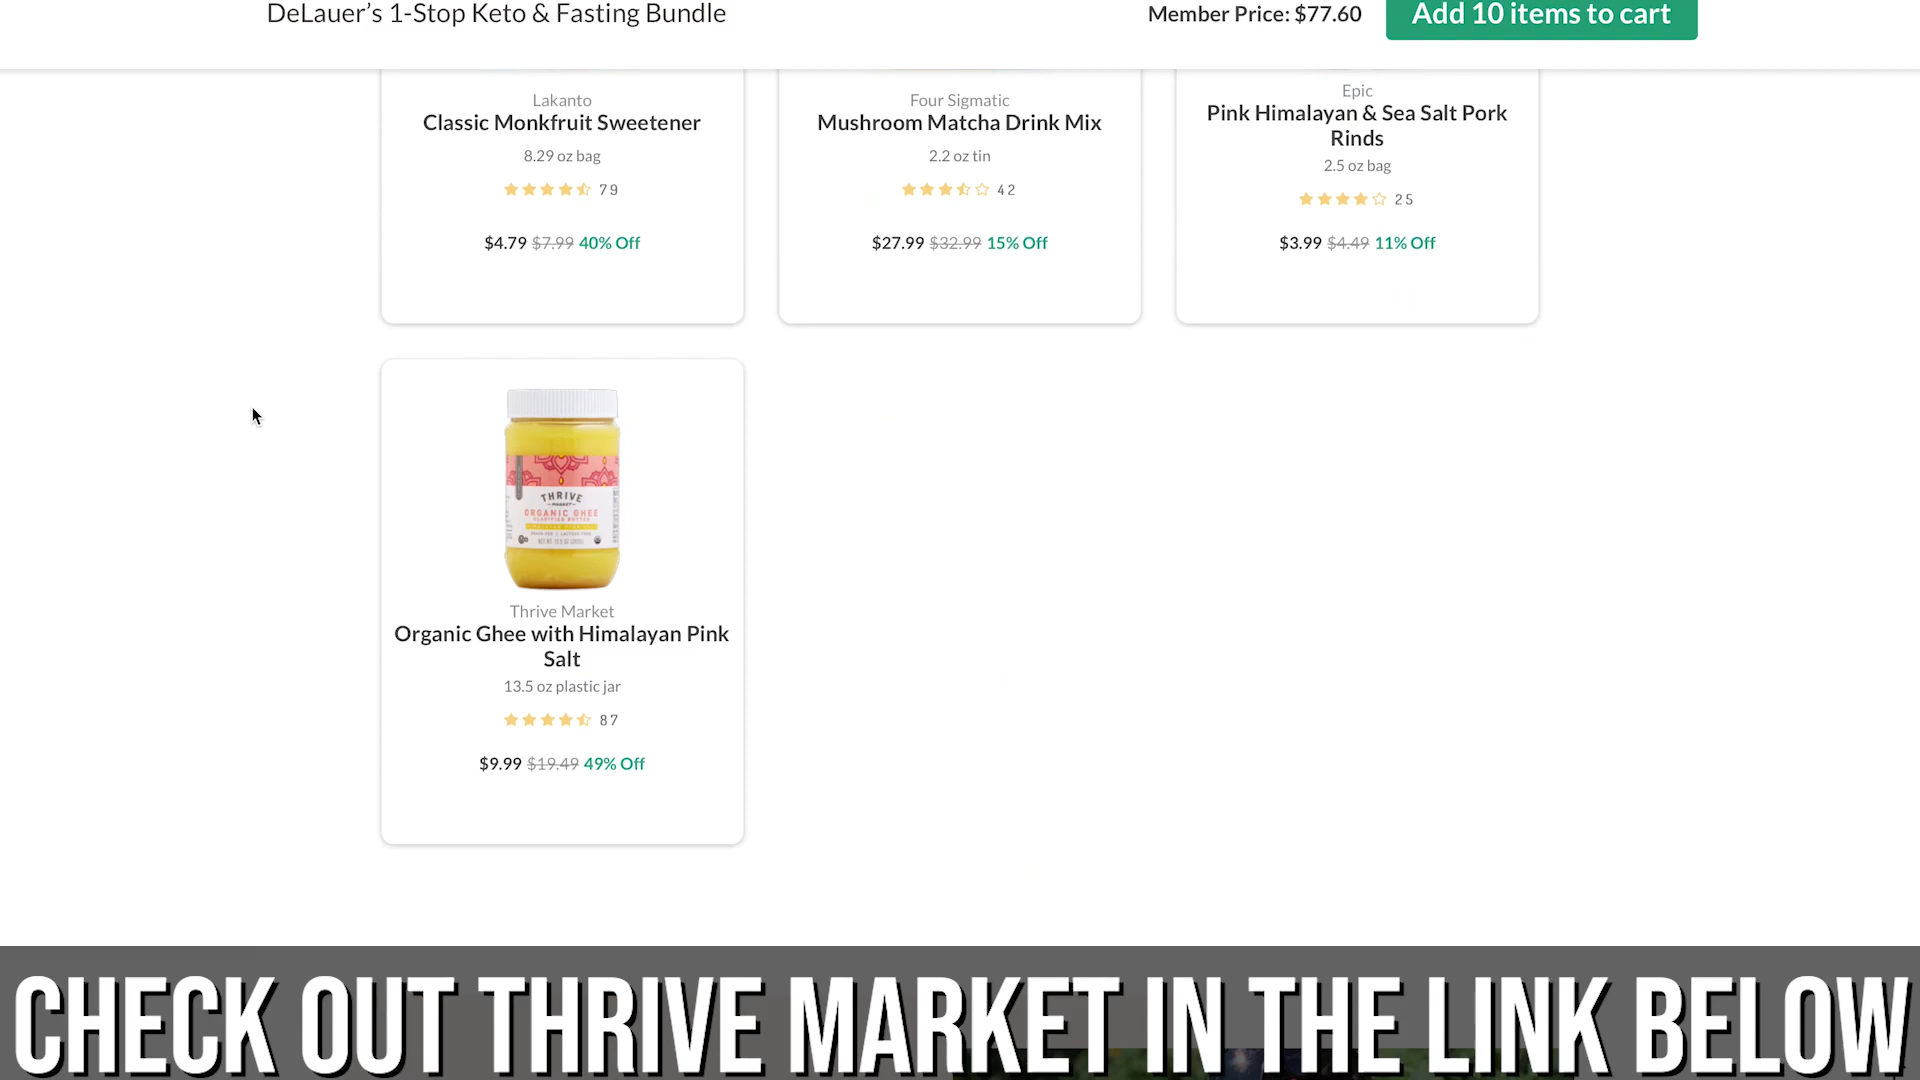 DeLauer’s 1-Stop Keto & Fasting Bundle
Member Price: $77.60
Add 10 items to cart
Lakanto
Classic Monkfruit Sweetener
8.29 oz bag
79
$4.79 $7.99 40% Off
Four Sigmatic
Mushroom Matcha Drink Mix
2.2 oz tin
42
$27.99 $32.99 15% Off
Epic
Pink Himalayan & Sea Salt Pork
Rinds
2.5 oz bag
25
$3.99 $4.49 11% Off
THRIVE
MARKET
ORGANIC GHEE
CLARIFIED BUTTER
Thrive Market
Organic Ghee with Himalayan Pink
Salt
13.5 oz plastic jar
87
$9.99 $19.49 49% Off
CHECK OUT THRIVE MARKET IN THE LINK BELOW